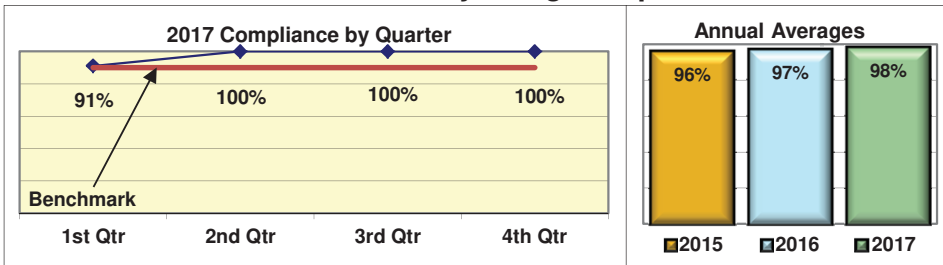 2017 Compliance by Quarter
91%
100%
100%
100%
Benchmark
1st Qtr
2nd Qtr
3rd Qtr
4th Qtr
Annual Averages
96%
97%
98%
2015
2016
2017